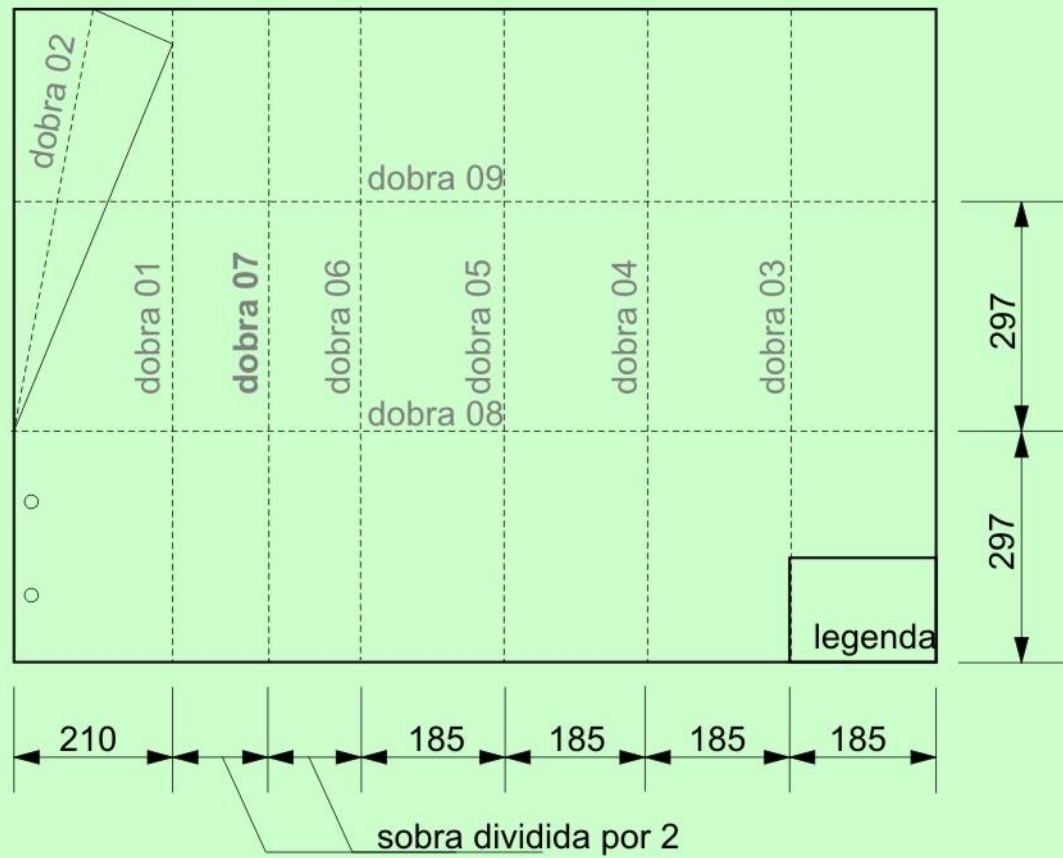 dobra 02
dobra 09
dobra 01
dobra 07
dobra 06
dobra 05
dobra 04
dobra 03
297
dobra 08
297
legenda
210
185
185
185
185
sobra dividida por 2